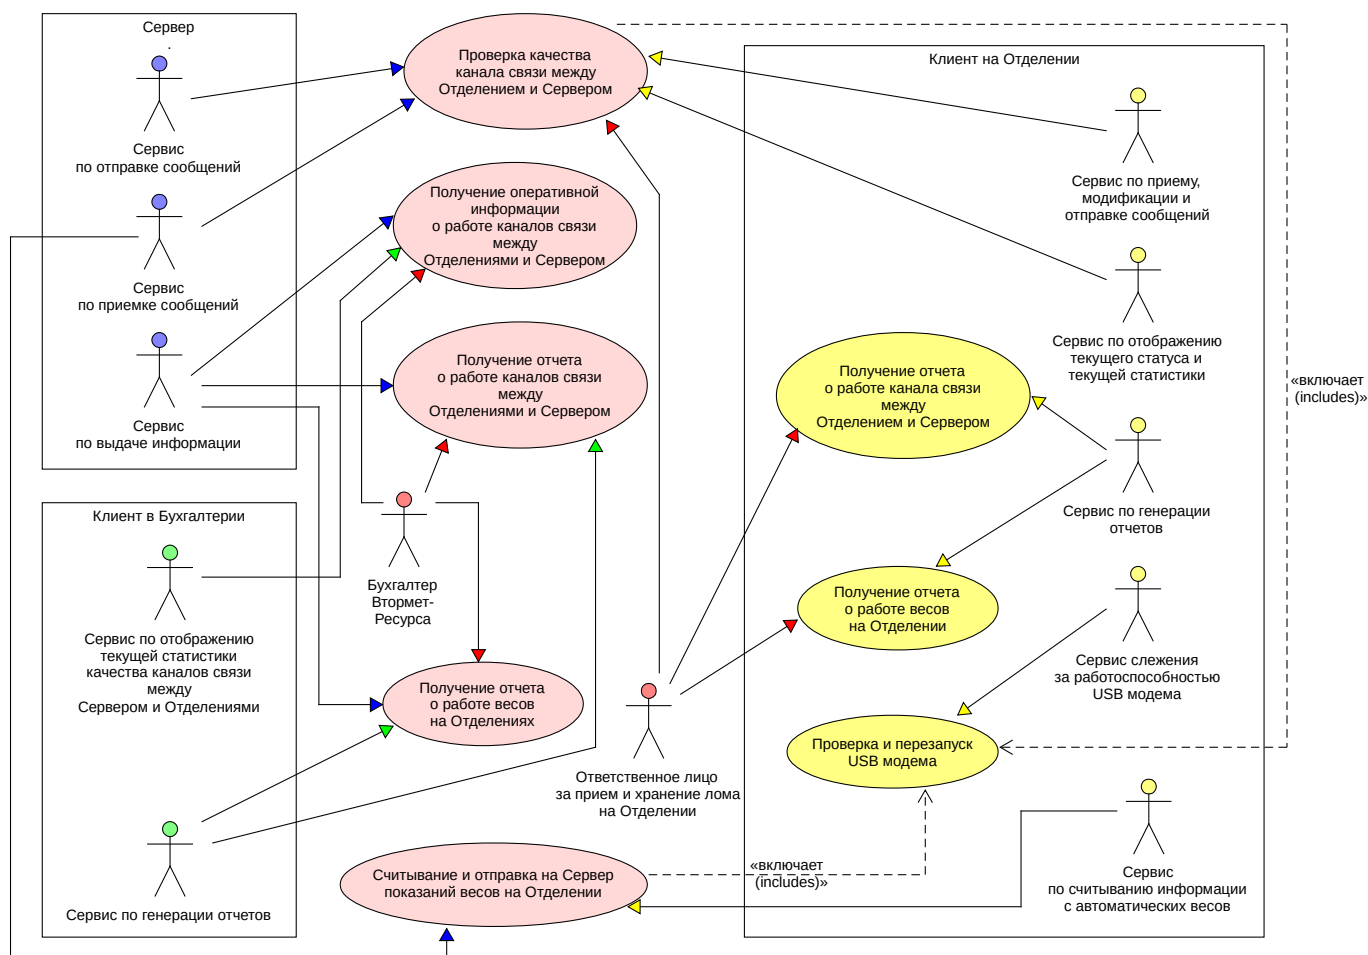 Сервер
.
Сервис
по отправке сообщений
Сервис
по приемке сообщений
Сервис
по выдаче информации
Клиент в Бухгалтерии
Сервис по отображению
текущей статистики
качества каналов связи
между
Сервером и Отделениями
Сервис по генерации отчетов
Проверка качества
канала связи между
Отделением и Сервером
Получение оперативной
информации
о работе каналов связи
между
Отделениями и Сервером
Получение отчета
о работе каналов связи
между
Отделениями и Сервером
Бухгалтер
Втормет-
Ресурса
Получение отчета
о работе весов
на Отделениях
Ответственное лицо
за прием и хранение лома
на Отделении
Считывание и отправка на Сервер
показаний весов на Отделении
«включает
(includes)»
Клиент на Отделении
Сервис по приему,
модификации и
отправке сообщений
Сервис по отображению
текущего статуса и
текущей статистики
Получение отчета
о работе канала связи
между
Отделением и Сервером
Сервис по генерации
отчетов
Получение отчета
о работе весов
на Отделении
Сервис слежения
за работоспособностью
USB модема
Проверка и перезапуск
USB модема
Сервис
по считыванию информации
с автоматических весов
«включает
(includes)»